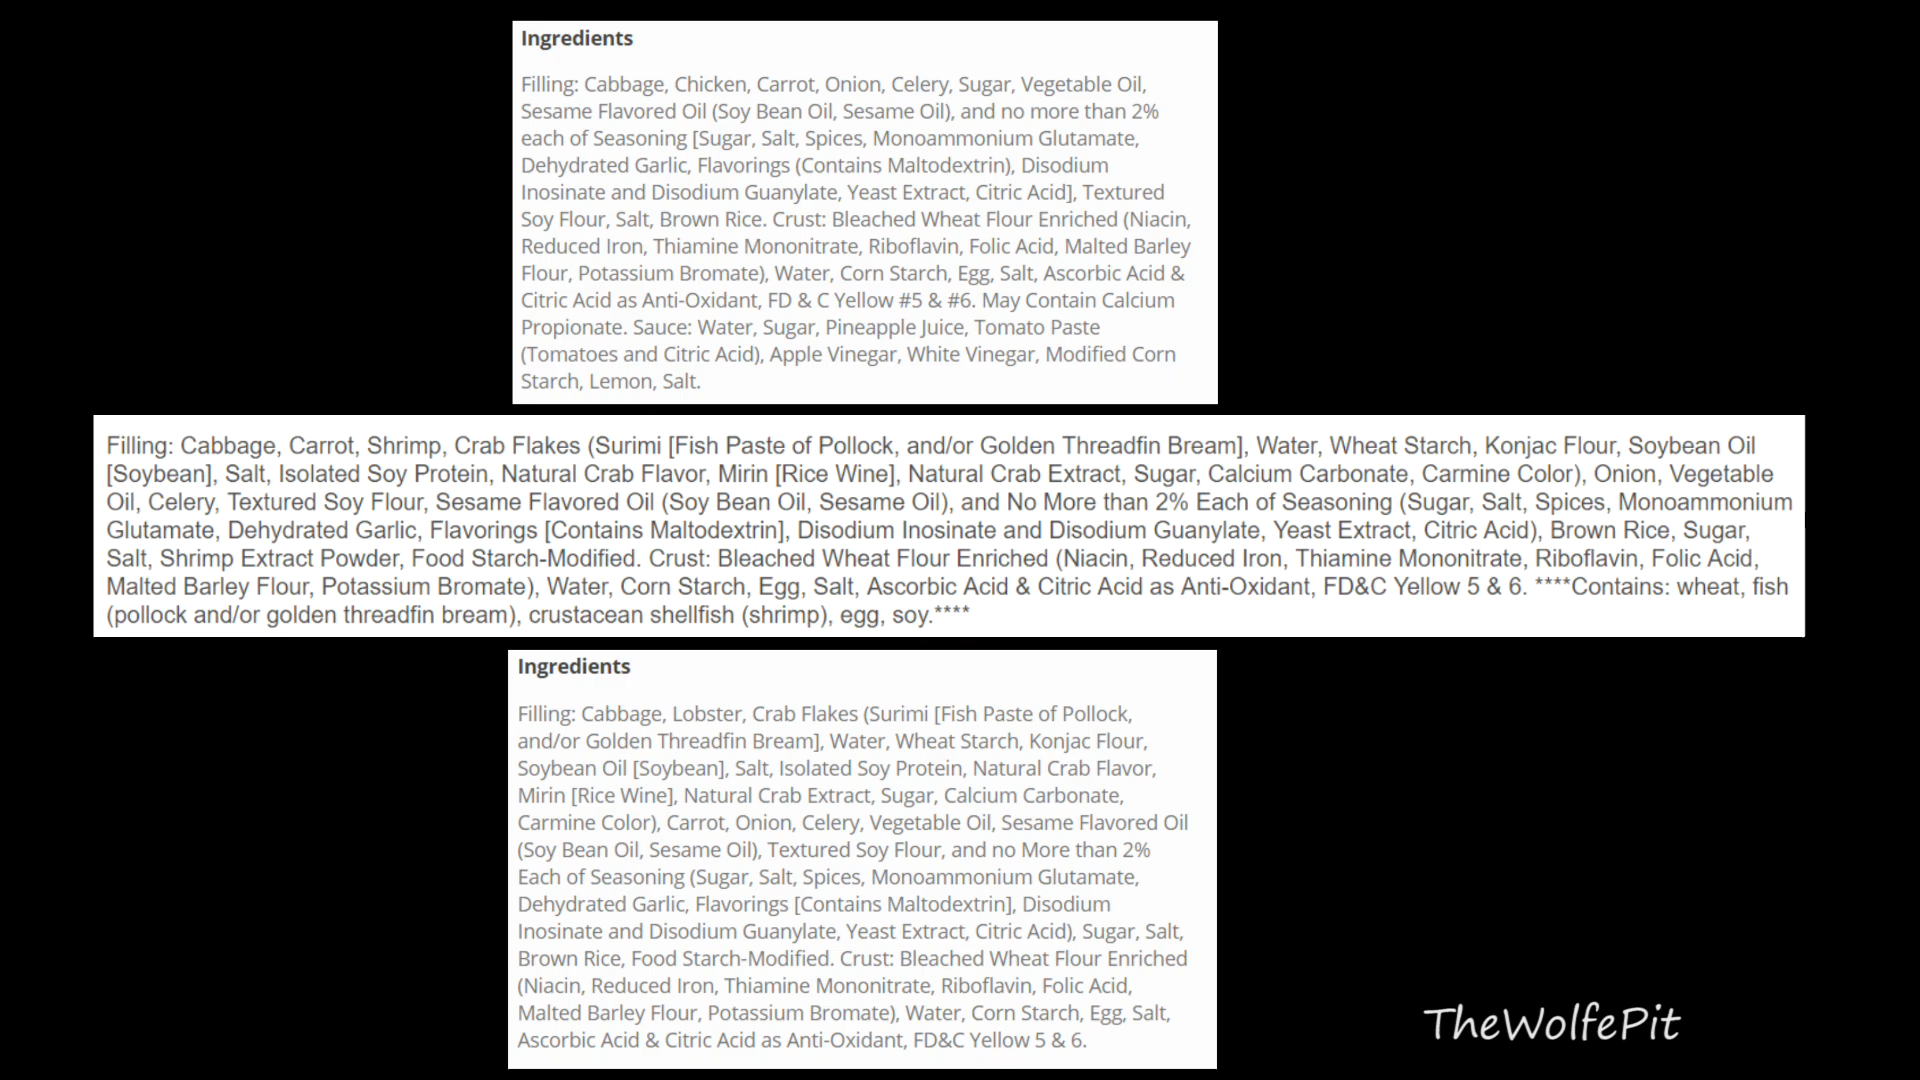 Ingredients
Filling: Cabbage, Chicken, Carrot, Onion, Celery, Sugar, Vegetable Oil,
Sesame Flavored Oil (Soy Bean Oil, Sesame Oil), and no more than 2%
each of Seasoning [Sugar, Salt, Spices, Monoammonium Glutamate,
Dehydrated Garlic, Flavorings (Contains Maltodextrin), Disodium
Inosinate and Disodium Guanylate, Yeast Extract, Citric Acid], Textured
Soy Flour, Salt, Brown Rice. Crust: Bleached Wheat Flour Enriched (Niacin,
Reduced Iron, Thiamine Mononitrate, Riboflavin, Folic Acid, Malted Barley
Flour, Potassium Bromate), Water, Corn Starch, Egg, Salt, Ascorbic Acid &
Citric Acid as Anti-Oxidant, FD & C Yellow #5 & #6. May Contain Calcium
Propionate. Sauce: Water, Sugar, Pineapple Juice, Tomato Paste
(Tomatoes and Citric Acid), Apple Vinegar, White Vinegar, Modified Corn
Starch, Lemon, Salt.
Filling: Cabbage, Carrot, Shrimp, Crab Flakes (Surimi [Fish Paste of Pollock, and/or Golden Threadfin Bream], Water, Wheat Starch, Konjac Flour, Soybean Oil
[Soybean], Salt, Isolated Soy Protein, Natural Crab Flavor, Mirin [Rice Wine], Natural Crab Extract, Sugar, Calcium Carbonate, Carmine Color), Onion, Vegetable
Oil, Celery, Textured Soy Flour, Sesame Flavored Oil (Soy Bean Oil, Sesame Oil), and No More than 2% Each of Seasoning (Sugar, Salt, Spices, Monoammonium
Glutamate, Dehydrated Garlic, Flavorings [Contains Maltodextrin], Disodium Inosinate and Disodium Guanylate, Yeast Extract, Citric Acid), Brown Rice, Sugar,
Salt, Shrimp Extract Powder, Food Starch-Modified. Crust: Bleached Wheat Flour Enriched (Niacin, Reduced Iron, Thiamine Mononitrate, Riboflavin, Folic Acid,
Malted Barley Flour, Potassium Bromate), Water, Corn Starch, Egg, Salt, Ascorbic Acid & Citric Acid as Anti-Oxidant, FD&C Yellow 5 & 6. ****Contains: wheat, fish
(pollock and/or golden threadfin bream), crustacean shellfish (shrimp), egg, soy.****
Ingredients
Filling: Cabbage, Lobster, Crab Flakes (Surimi [Fish Paste of Pollock,
and/or Golden Threadfin Bream], Water, Wheat Starch, Konjac Flour,
Soybean Oil [Soybean], Salt, Isolated Soy Protein, Natural Crab Flavor,
Mirin [Rice Wine], Natural Crab Extract, Sugar, Calcium Carbonate,
Carmine Color), Carrot, Onion, Celery, Vegetable Oil, Sesame Flavored Oil
(Soy Bean Oil, Sesame Oil), Textured Soy Flour, and no More than 2%
Each of Seasoning (Sugar, Salt, Spices, Monoammonium Glutamate,
Dehydrated Garlic, Flavorings [Contains Maltodextrin], Disodium
Inosinate and Disodium Guanylate, Yeast Extract, Citric Acid), Sugar, Salt,
Brown Rice, Food Starch-Modified. Crust: Bleached Wheat Flour Enriched
(Niacin, Reduced Iron, Thiamine Mononitrate, Riboflavin, Folic Acid,
Malted Barley Flour, Potassium Bromate), Water, Corn Starch, Egg, Salt,
Ascorbic Acid & Citric Acid as Anti-Oxidant, FD&C Yellow 5 & 6.
TheWolfePit